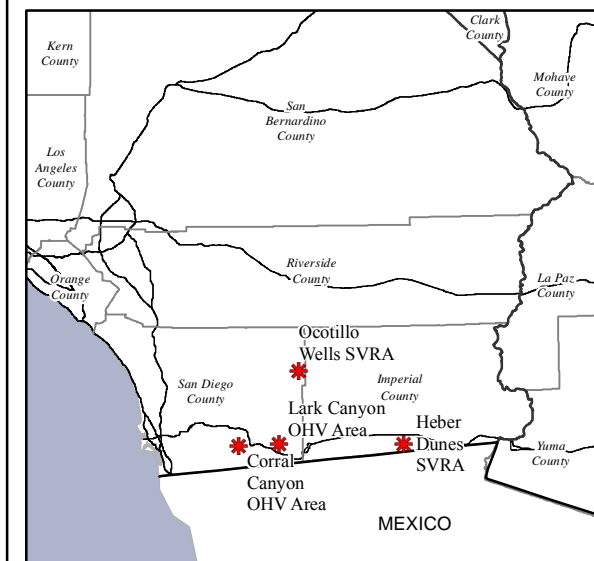 Clark
County
Kern
County
Mohave
County
San
Bernardino
County
Los
Angeles
County
Riverside
County
Orange
County
La Paz
County
Ocotillo
Wells SVRA
San Diego
County
Imperial
County
Lark Canyon
OHV Area
Heber
Dunes
SVRA
Corral
Canyon
OHV Area
Yuma
County
MEXICO